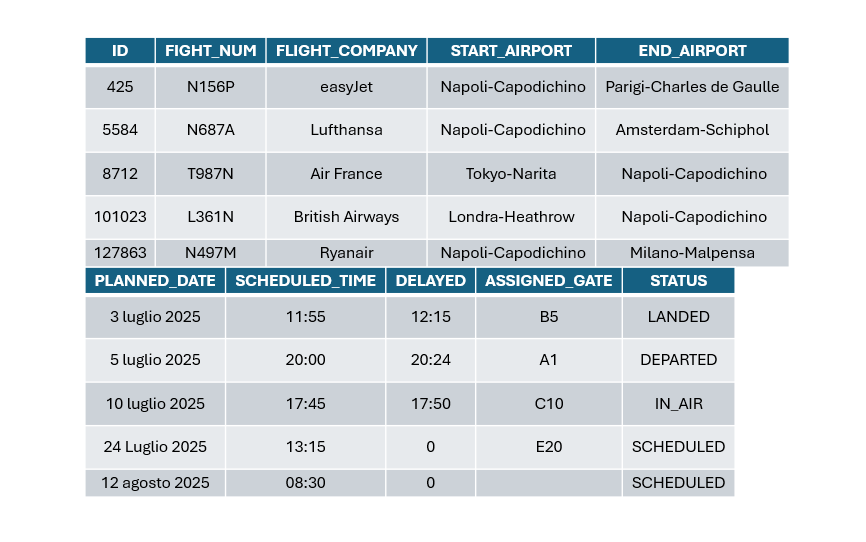 ID FIGHT_NUM FLIGHT_COMPANY START_AIRPORT END_AIRPORT
425 N156P easyJet Napoli-Capodichino Parigi-Charles de Gaulle
5584 N687A Lufthansa Napoli-Capodichino Amsterdam-Schiphol
8712 T987N Air France Tokyo-Narita Napoli-Capodichino
101023 L361N British Airways Londra-Heathrow Napoli-Capodichino
127863 N497M Ryanair Napoli-Capodichino Milano-Malpensa
PLANNED_DATE SCHEDULED_TIME DELAYED ASSIGNED_GATE STATUS
3 luglio 2025 11:55 12:15 B5 LANDED
5 luglio 2025 20:00 20:24 A1 DEPARTED
10 luglio 2025 17:45 17:50 C10 IN_AIR
24 Luglio 2025 13:15 0 E20 SCHEDULED
12 agosto 2025 08:30 0 SCHEDULED